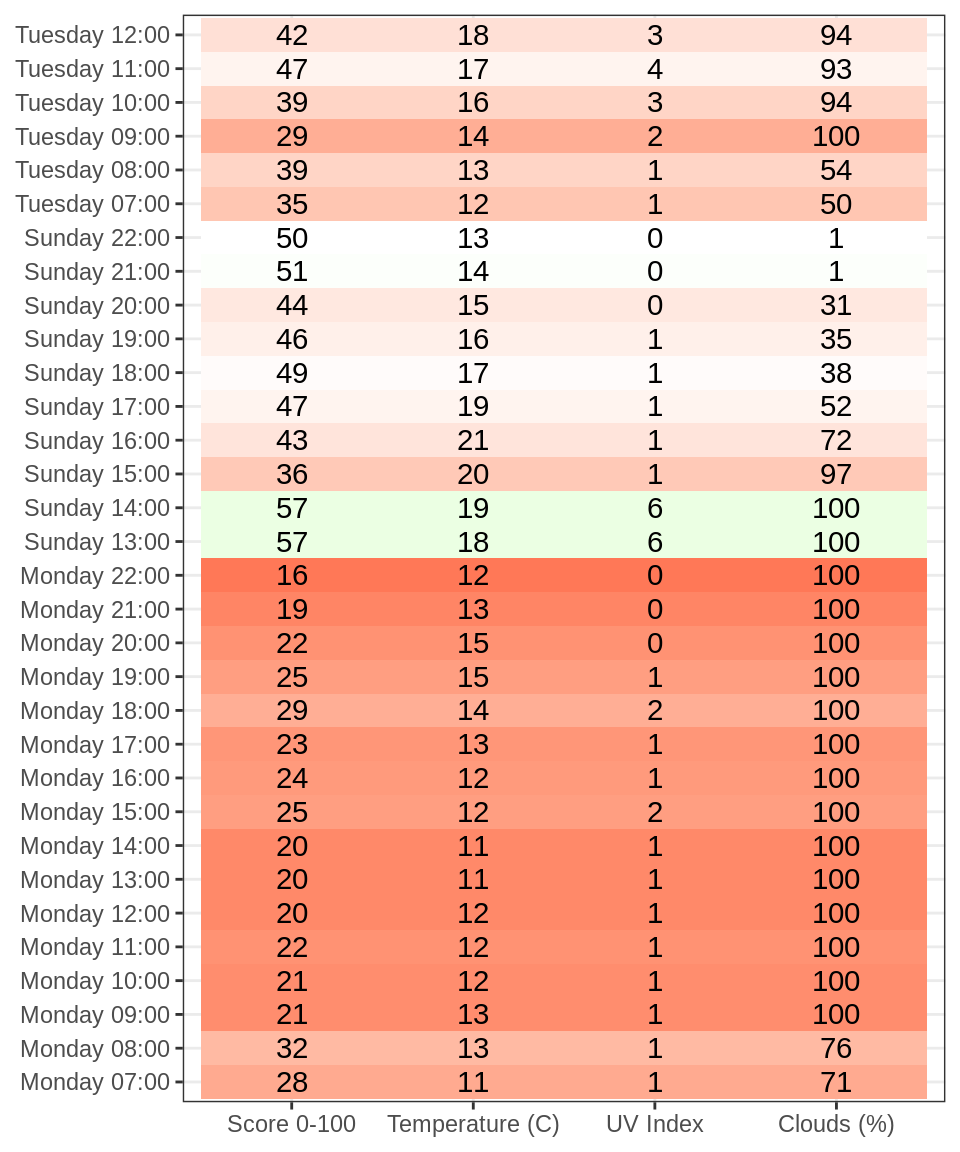 Tuesday 12:00 42 18 3 94
Tuesday 11:00 47 17 4 93
Tuesday 10:00 39 16 3 94
Tuesday 09:00 29 14 2 100
Tuesday 08:00 39 13 1 54
Tuesday 07:00 35 12 1 50
Sunday 22:00 50 13 0 1
Sunday 21:00 51 14 0 1
Sunday 20:00 44 15 0 31
Sunday 19:00 46 16 1 35
Sunday 18:00 49 17 1 38
Sunday 17:00 47 19 1 52
Sunday 16:00 43 21 1 72
Sunday 15:00 36 20 1 97
Sunday 14:00 57 19 6 100
Sunday 13:00 57 18 6 100
Monday 22:00 16 12 0 100
Monday 21:00 19 13 0 100
Monday 20:00 22 15 0 100
Monday 19:00 25 15 1 100
Monday 18:00 29 14 2 100
Monday 17:00 23 13 1 100
Monday 16:00 24 12 1 100
Monday 15:00 25 12 2 100
Monday 14:00 20 11 1 100
Monday 13:00 20 11 1 100
Monday 12:00 20 12 1 100
Monday 11:00 22 12 1 100
Monday 10:00 21 12 1 100
Monday 09:00 21 13 1 100
Monday 08:00 32 13 1 76
Monday 07:00 28 11 1 71
Score 0-100 Temperature (C) UV Index Clouds (%)